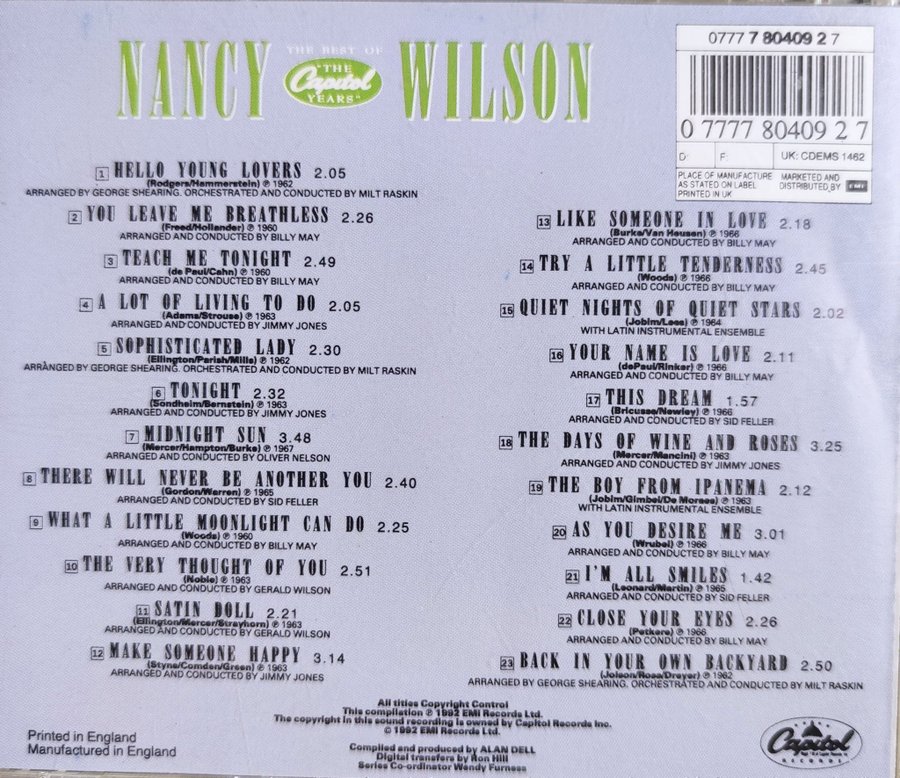 NANCY THE BEST OF "THE Capitol YEARS" WILSON
0777 7 80409 2 7
0 77777 80409 2 7
D: F: UK: CDEMS 1462
PLACE OF MANUFACTURE AS STATED ON LABEL PRINTED IN UK
MARKETED AND DISTRIBUTED BY EMI
1 HELLO YOUNG LOVERS 2.05
(Rodgers/Hammerstein) ℗ 1962
ARRANGED BY GEORGE SHEARING. ORCHESTRATED AND CONDUCTED BY MILT RASKIN
2 YOU LEAVE ME BREATHLESS 2.26
(Freed/Hollander) ℗ 1960
ARRANGED AND CONDUCTED BY BILLY MAY
3 TEACH ME TONIGHT 2.49
(de Paul/Cahn) ℗ 1960
ARRANGED AND CONDUCTED BY BILLY MAY
4 A LOT OF LIVING TO DO 2.05
(Adams/Strouse) ℗ 1963
ARRANGED AND CONDUCTED BY JIMMY JONES
5 SOPHISTICATED LADY 2.30
(Ellington/Parish/Mills) ℗ 1962
ARRANGED BY GEORGE SHEARING. ORCHESTRATED AND CONDUCTED BY MILT RASKIN
6 TONIGHT 2.32
(Sondheim/Bernstein) ℗ 1963
ARRANGED AND CONDUCTED BY JIMMY JONES
7 MIDNIGHT SUN 3.48
(Mercer/Hampton/Burke) ℗ 1967
ARRANGED AND CONDUCTED BY OLIVER NELSON
8 THERE WILL NEVER BE ANOTHER YOU 2.40
(Gordon/Warren) ℗ 1965
ARRANGED AND CONDUCTED BY SID FELLER
9 WHAT A LITTLE MOONLIGHT CAN DO 2.25
(Woods) ℗ 1960
ARRANGED AND CONDUCTED BY BILLY MAY
10 THE VERY THOUGHT OF YOU 2.51
(Noble) ℗ 1963
ARRANGED AND CONDUCTED BY GERALD WILSON
11 SATIN DOLL 2.21
(Ellington/Mercer/Strayhorn) ℗ 1963
ARRANGED AND CONDUCTED BY GERALD WILSON
12 MAKE SOMEONE HAPPY 3.14
(Styne/Comden/Green) ℗ 1963
ARRANGED AND CONDUCTED BY JIMMY JONES
13 LIKE SOMEONE IN LOVE 2.18
(Burke/Van Heusen) ℗ 1966
ARRANGED AND CONDUCTED BY BILLY MAY
14 TRY A LITTLE TENDERNESS 2.45
(Woods) ℗ 1966
ARRANGED AND CONDUCTED BY BILLY MAY
15 QUIET NIGHTS OF QUIET STARS 2.02
(Jobim/Lees) ℗ 1964
WITH LATIN INSTRUMENTAL ENSEMBLE
16 YOUR NAME IS LOVE 2.11
(dePaul/Rinker) ℗ 1966
ARRANGED AND CONDUCTED BY BILLY MAY
17 THIS DREAM 1.57
(Bricusse/Newley) ℗ 1966
ARRANGED AND CONDUCTED BY SID FELLER
18 THE DAYS OF WINE AND ROSES 3.25
(Mercer/Mancini) ℗ 1963
ARRANGED AND CONDUCTED BY JIMMY JONES
19 THE BOY FROM IPANEMA 2.12
(Jobim/Gimbel/De Moraes) ℗ 1963
WITH LATIN INSTRUMENTAL ENSEMBLE
20 AS YOU DESIRE ME 3.01
(Wrubel) ℗ 1966
ARRANGED AND CONDUCTED BY BILLY MAY
21 I'M ALL SMILES 1.42
(Leonard/Martin) ℗ 1965
ARRANGED AND CONDUCTED BY SID FELLER
22 CLOSE YOUR EYES 2.26
(Petkere) ℗ 1966
ARRANGED AND CONDUCTED BY BILLY MAY
23 BACK IN YOUR OWN BACKYARD 2.50
(Jolson/Rose/Dreyer) ℗ 1962
ARRANGED BY GEORGE SHEARING. ORCHESTRATED AND CONDUCTED BY MILT RASKIN
All titles Copyright Control
This compilation ℗ 1992 EMI Records Ltd.
The copyright in this sound recording is owned by Capitol Records Inc.
© 1992 EMI Records Ltd.
Compiled and produced by ALAN DELL
Digital transfers by Ron Hill
Series Co-ordinator Wendy Furness
Printed in England
Manufactured in England
Capitol
RECORDS